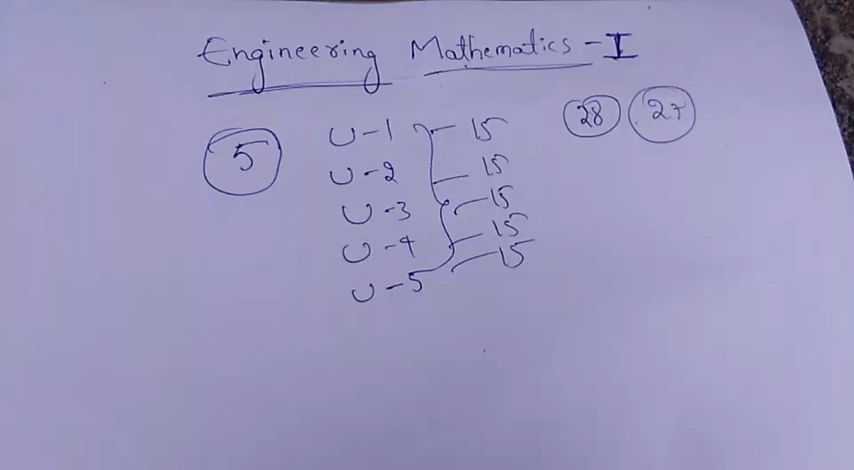 Engineering Mathematics - I
28 27
5
U-1 - 15
U-2 - 15
U-3 - 15
U-4 - 15
U-5 - 15